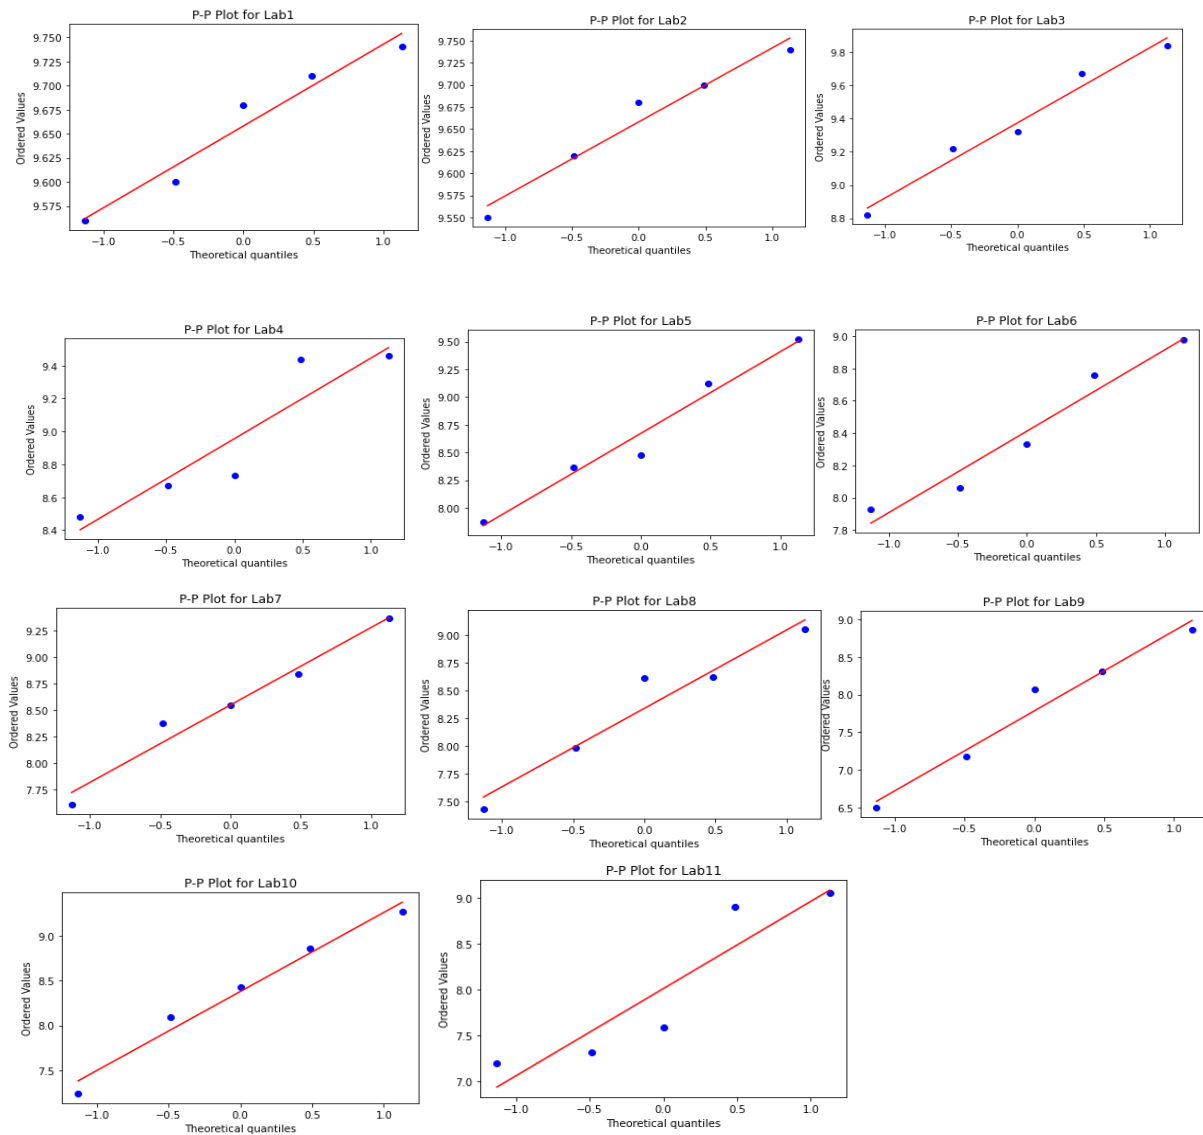 P-P Plot for Lab1
Ordered Values
9.750
9.725
9.700
9.675
9.650
9.625
9.600
9.575
−1.0 −0.5 0.0 0.5 1.0
Theoretical quantiles
P-P Plot for Lab2
Ordered Values
9.750
9.725
9.700
9.675
9.650
9.625
9.600
9.575
9.550
−1.0 −0.5 0.0 0.5 1.0
Theoretical quantiles
P-P Plot for Lab3
Ordered Values
9.8
9.6
9.4
9.2
9.0
8.8
−1.0 −0.5 0.0 0.5 1.0
Theoretical quantiles
P-P Plot for Lab4
Ordered Values
9.4
9.2
9.0
8.8
8.6
8.4
−1.0 −0.5 0.0 0.5 1.0
Theoretical quantiles
P-P Plot for Lab5
Ordered Values
9.50
9.25
9.00
8.75
8.50
8.25
8.00
−1.0 −0.5 0.0 0.5 1.0
Theoretical quantiles
P-P Plot for Lab6
Ordered Values
9.0
8.8
8.6
8.4
8.2
8.0
7.8
−1.0 −0.5 0.0 0.5 1.0
Theoretical quantiles
P-P Plot for Lab7
Ordered Values
9.25
9.00
8.75
8.50
8.25
8.00
7.75
−1.0 −0.5 0.0 0.5 1.0
Theoretical quantiles
P-P Plot for Lab8
Ordered Values
9.00
8.75
8.50
8.25
8.00
7.75
7.50
−1.0 −0.5 0.0 0.5 1.0
Theoretical quantiles
P-P Plot for Lab9
Ordered Values
9.0
8.5
8.0
7.5
7.0
6.5
−1.0 −0.5 0.0 0.5 1.0
Theoretical quantiles
P-P Plot for Lab10
Ordered Values
9.0
8.5
8.0
7.5
−1.0 −0.5 0.0 0.5 1.0
Theoretical quantiles
P-P Plot for Lab11
Ordered Values
9.0
8.5
8.0
7.5
7.0
−1.0 −0.5 0.0 0.5 1.0
Theoretical quantiles